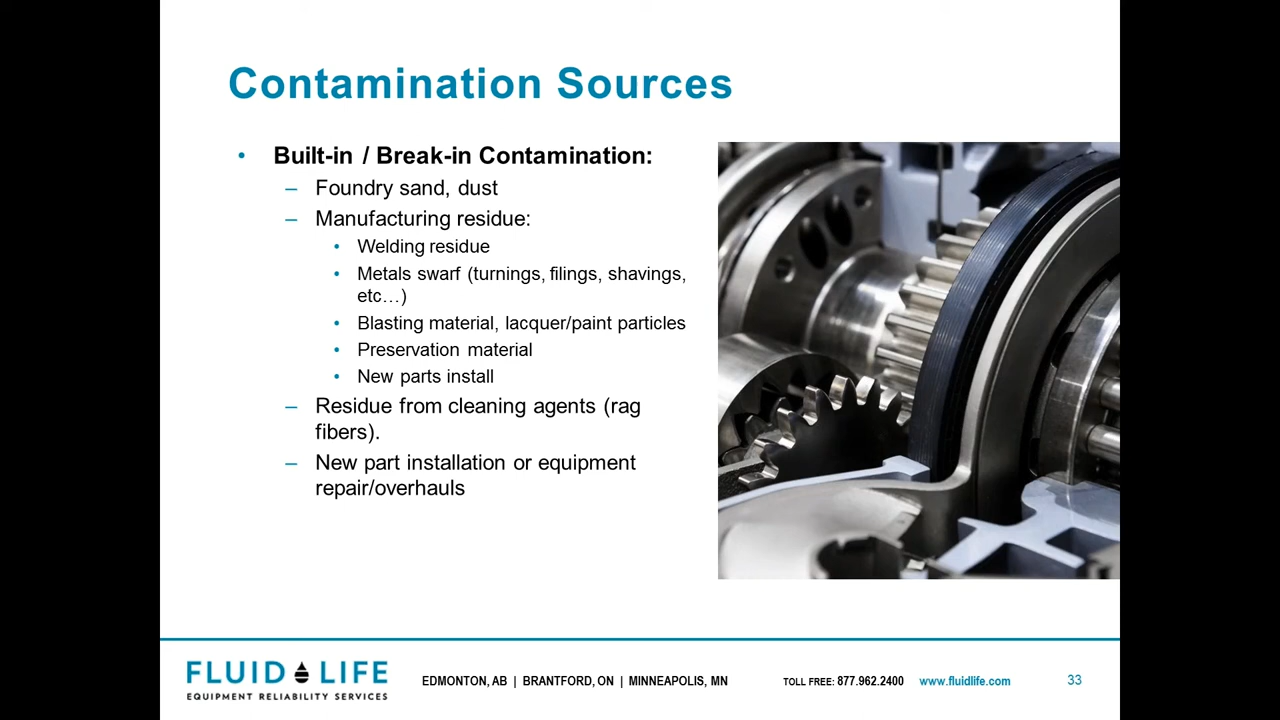 Contamination Sources
• Built-in / Break-in Contamination:
– Foundry sand, dust
– Manufacturing residue:
• Welding residue
• Metals swarf (turnings, filings, shavings,
etc…)
• Blasting material, lacquer/paint particles
• Preservation material
• New parts install
– Residue from cleaning agents (rag
fibers).
– New part installation or equipment
repair/overhauls
FLUID LIFE
EQUIPMENT RELIABILITY SERVICES
EDMONTON, AB | BRANTFORD, ON | MINNEAPOLIS, MN
TOLL FREE: 877.962.2400
www.fluidlife.com
33